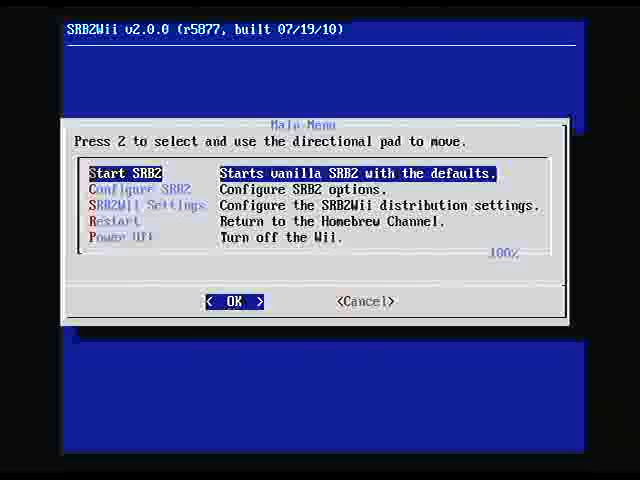 SRB2Wii v2.0.0 (r5877, built 07/19/10)
Main Menu
Press 2 to select and use the directional pad to move.
Start SRB2 Starts vanilla SRB2 with the defaults.
Configure SRB2 Configure SRB2 options.
SRB2Wii Settings Configure the SRB2Wii distribution settings.
Restart Return to the Homebrew Channel.
Power Off Turn off the Wii.
100%
< OK > <Cancel>